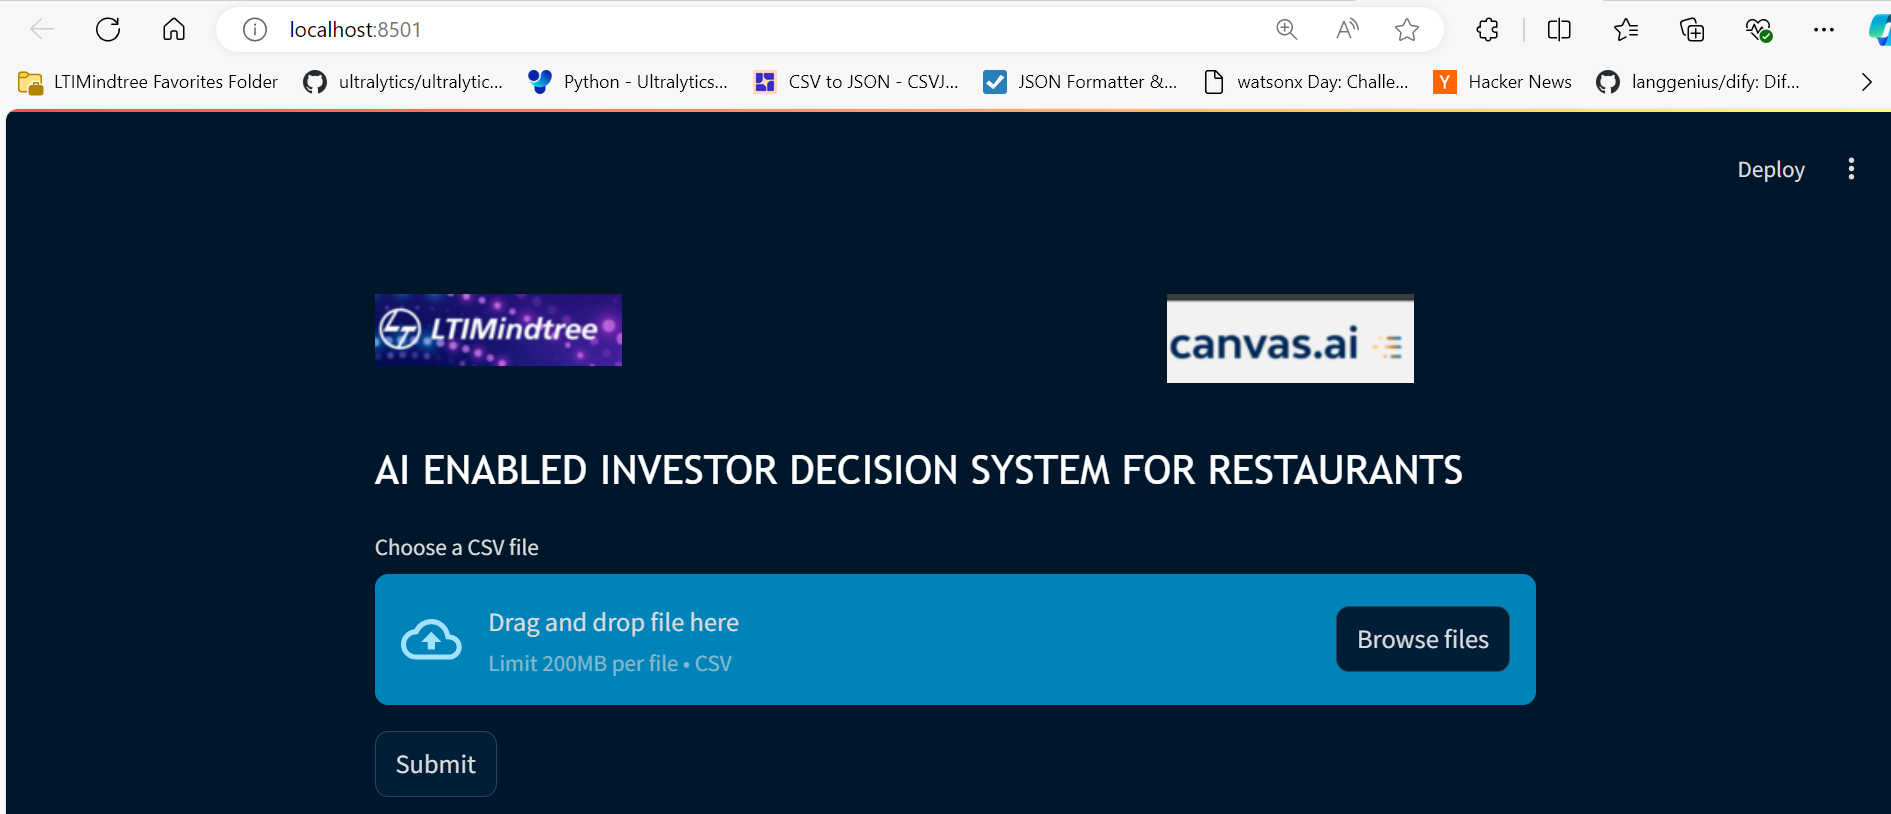 localhost:8501
LTIMindtree Favorites Folder ultralytics/ultralytic... Python - Ultralytics... CSV to JSON - CSVJ... JSON Formatter &... watsonx Day: Challe... Y Hacker News langgenius/dify: Dif...
Deploy
LTIMindtree
canvas.ai
AI ENABLED INVESTOR DECISION SYSTEM FOR RESTAURANTS
Choose a CSV file
Drag and drop file here
Limit 200MB per file • CSV
Browse files
Submit